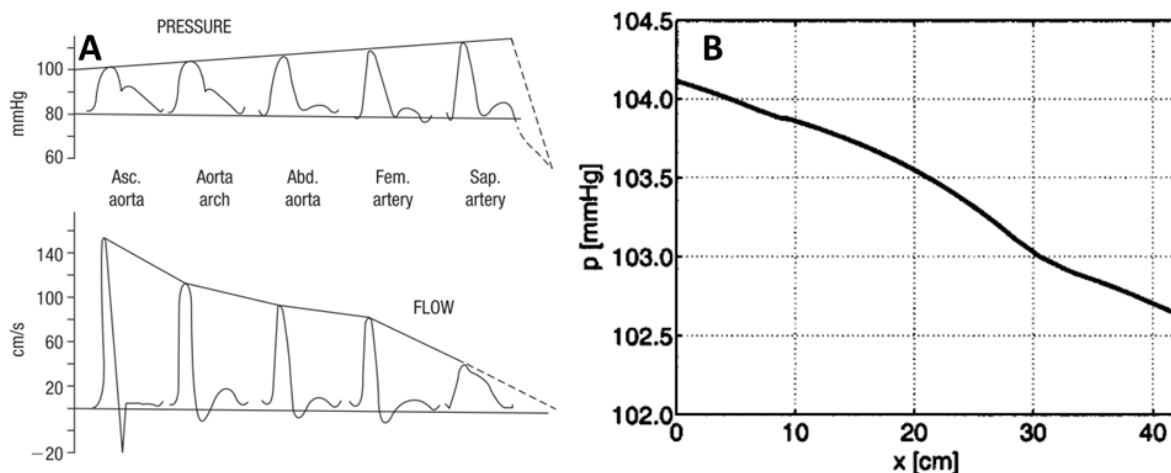 A
PRESSURE
mmHg
100
80
60
Asc.
aorta
Aorta
arch
Abd.
aorta
Fem.
artery
Sap.
artery
cm/s
140
100
60
20
−20
FLOW
B
p [mmHg]
104.5
104.0
103.5
103.0
102.5
102.0
0 10 20 30 40
x [cm]